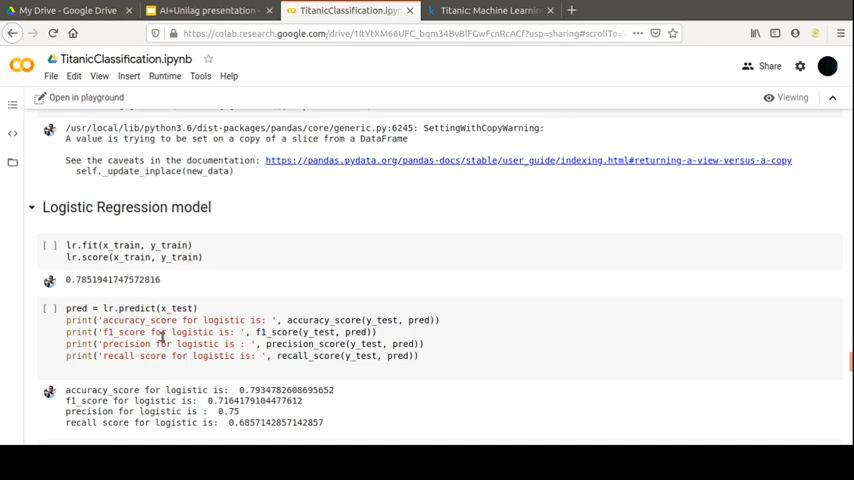 My Drive - Google Drive
AI+Unilag presentation -
TitanicClassification.ipynb
Titanic: Machine Learning
https://colab.research.google.com/drive/1ItYtXM66UFC_bqm34BvBlFGwFcnRcACf?usp=sharing#scrollTo=
TitanicClassification.ipynb
File Edit View Insert Runtime Tools Help
Share
Open in playground
Viewing
/usr/local/lib/python3.6/dist-packages/pandas/core/generic.py:6245: SettingWithCopyWarning:
A value is trying to be set on a copy of a slice from a DataFrame
See the caveats in the documentation: https://pandas.pydata.org/pandas-docs/stable/user_guide/indexing.html#returning-a-view-versus-a-copy
self._update_inplace(new_data)
Logistic Regression model
[ ] lr.fit(x_train, y_train)
lr.score(x_train, y_train)
0.7851941747572816
[ ] pred = lr.predict(x_test)
print('accuracy_score for logistic is: ', accuracy_score(y_test, pred))
print('f1_score for logistic is: ', f1_score(y_test, pred))
print('precision for logistic is : ', precision_score(y_test, pred))
print('recall score for logistic is: ', recall_score(y_test, pred))
accuracy_score for logistic is: 0.7934782608695652
f1_score for logistic is: 0.7164179104477612
precision for logistic is : 0.75
recall score for logistic is: 0.6857142857142857